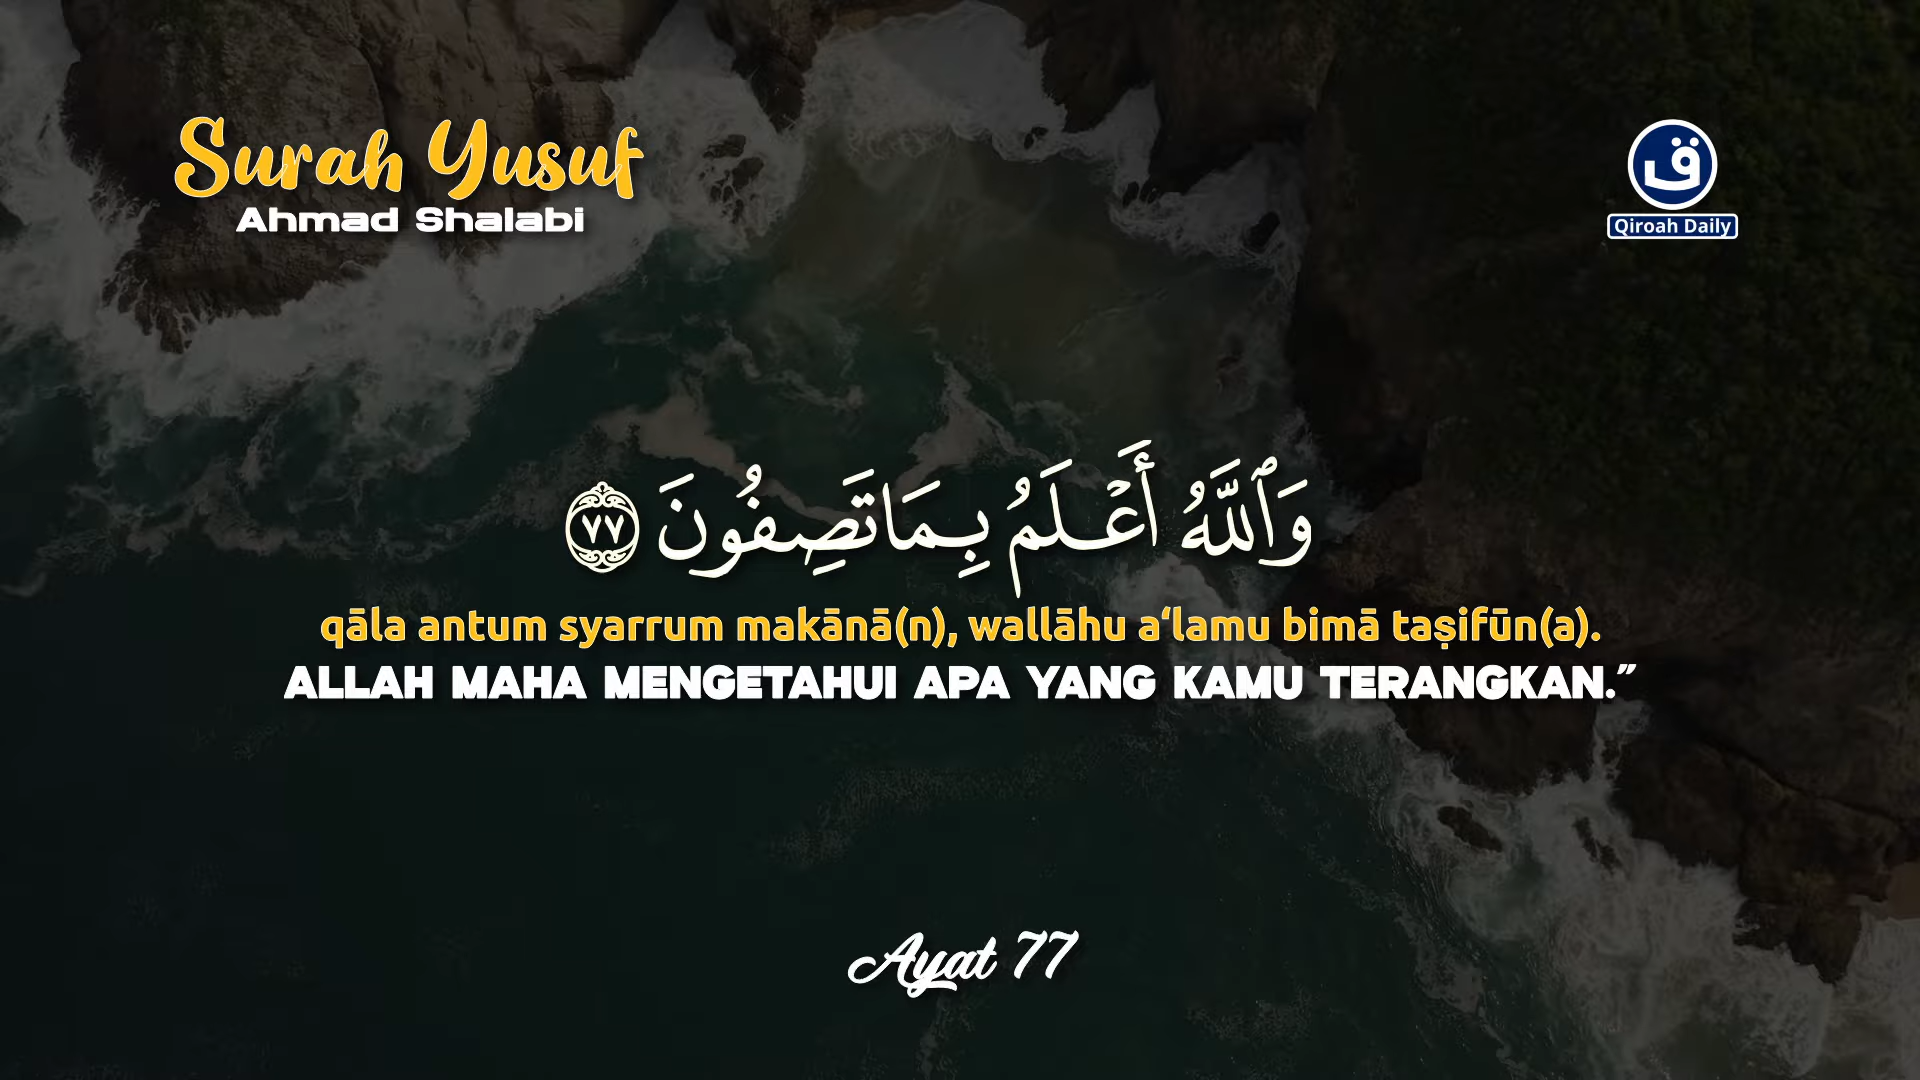 Surah Yusuf
Ahmad Shalabi
ق
Qiroah Daily
وَٱللَّهُ أَعْلَمُ بِمَا تَصِفُونَ ٧٧
qāla antum syarrum makānā(n), wallāhu a‘lamu bimā taṣifūn(a).
ALLAH MAHA MENGETAHUI APA YANG KAMU TERANGKAN.”
Ayat 77